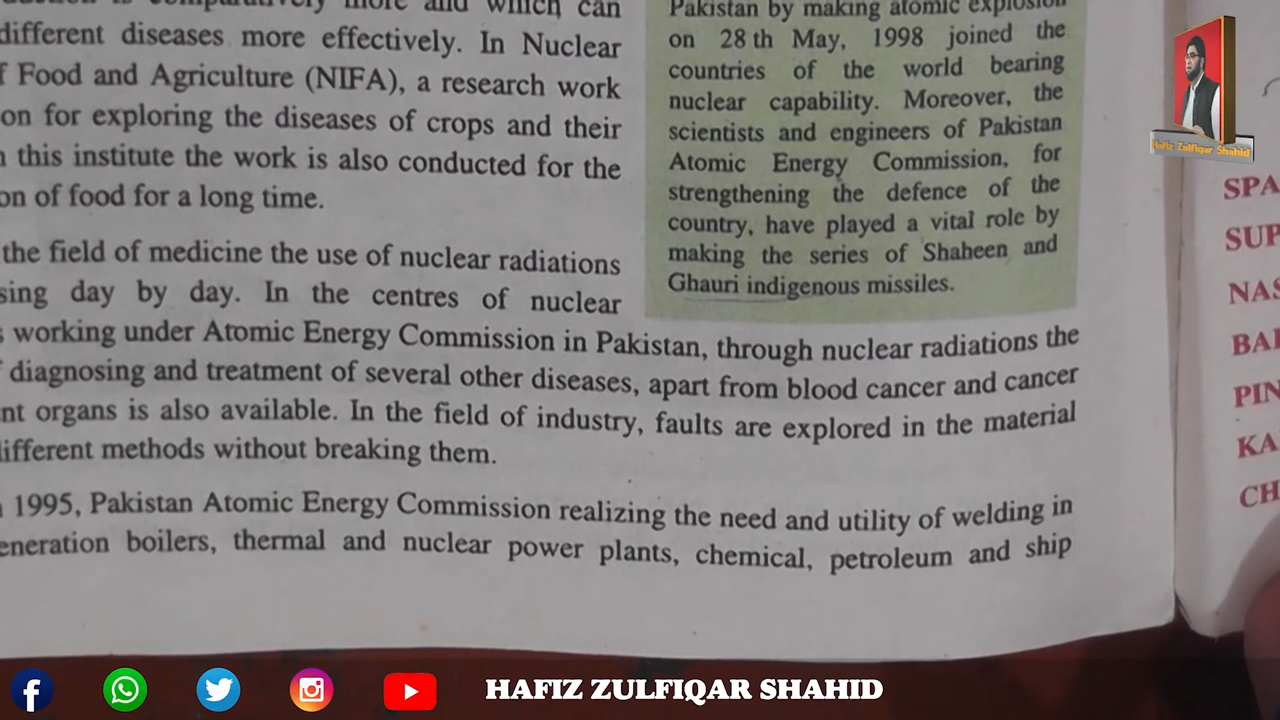 more and which can
different diseases more effectively. In Nuclear
Food and Agriculture (NIFA), a research work
on for exploring the diseases of crops and their
this institute the work is also conducted for the
on of food for a long time.
the field of medicine the use of nuclear radiations
sing day by day. In the centres of nuclear
working under Atomic Energy Commission in Pakistan, through nuclear radiations the
diagnosing and treatment of several other diseases, apart from blood cancer and cancer
nt organs is also available. In the field of industry, faults are explored in the material
different methods without breaking them.
1995, Pakistan Atomic Energy Commission realizing the need and utility of welding in
eneration boilers, thermal and nuclear power plants, chemical, petroleum and ship
Pakistan by making atomic explosion
on 28 th May, 1998 joined the
countries of the world bearing
nuclear capability. Moreover, the
scientists and engineers of Pakistan
Atomic Energy Commission, for
strengthening the defence of the
country, have played a vital role by
making the series of Shaheen and
Ghauri indigenous missiles.
Hafiz Zulfiqar Shahid
SPA
SUP
NAS
BAI
PIN
KA
CH
HAFIZ ZULFIQAR SHAHID